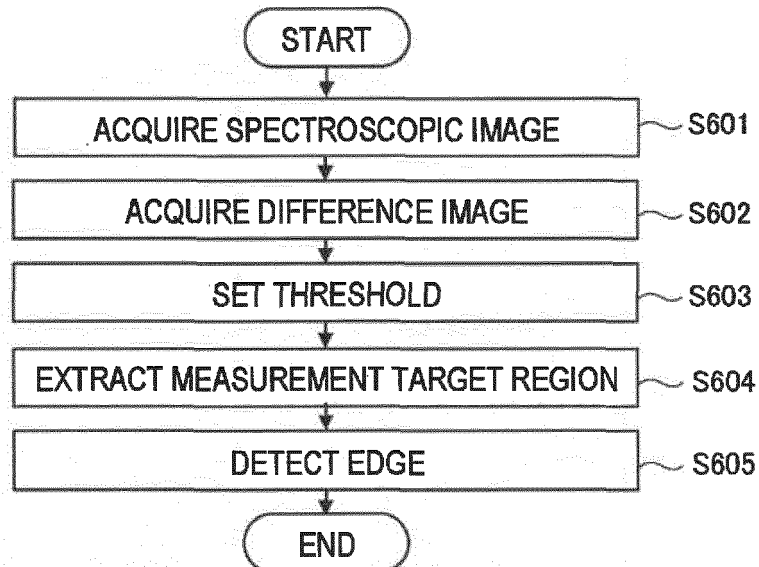 START
ACQUIRE SPECTROSCOPIC IMAGE
S601
ACQUIRE DIFFERENCE IMAGE
S602
SET THRESHOLD
S603
EXTRACT MEASUREMENT TARGET REGION
S604
DETECT EDGE
S605
END